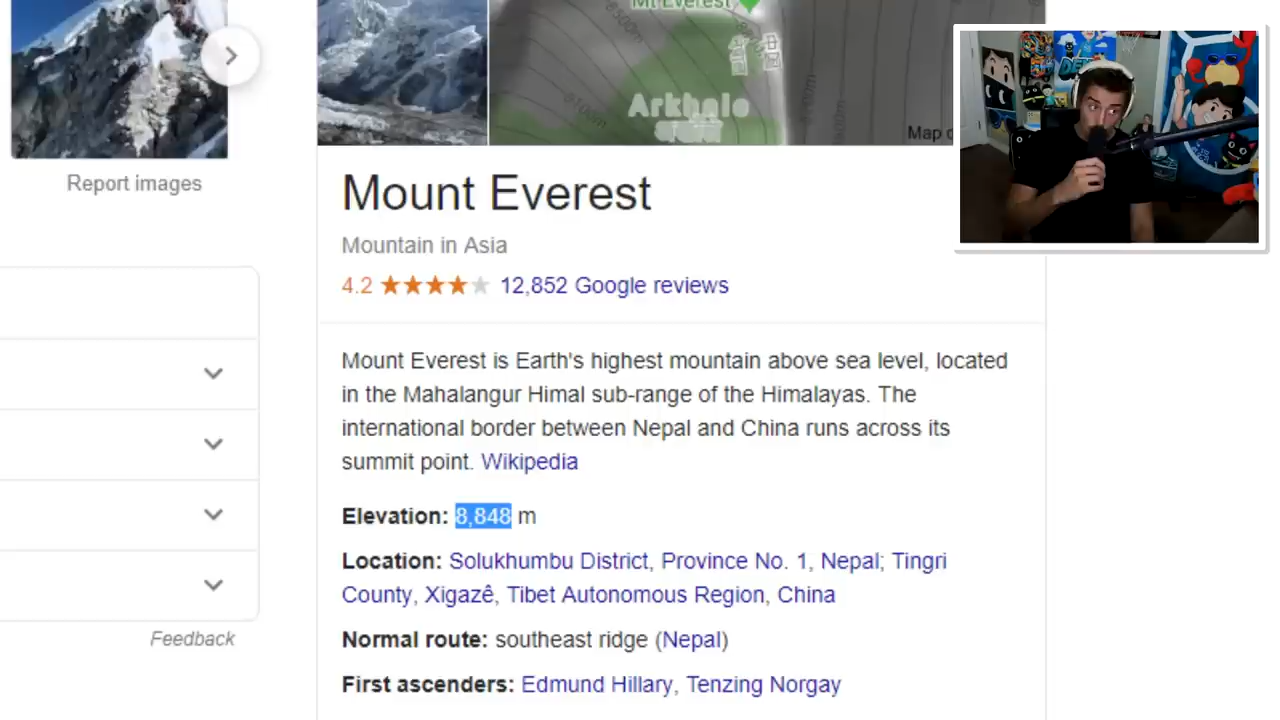 Mt Everest
8500m
Arkhale
Map
Report images
Mount Everest
Mountain in Asia
4.2 12,852 Google reviews
Mount Everest is Earth's highest mountain above sea level, located
in the Mahalangur Himal sub-range of the Himalayas. The
international border between Nepal and China runs across its
summit point. Wikipedia
Elevation: 8,848 m
Location: Solukhumbu District, Province No. 1, Nepal; Tingri
County, Xigazê, Tibet Autonomous Region, China
Feedback
Normal route: southeast ridge (Nepal)
First ascenders: Edmund Hillary, Tenzing Norgay